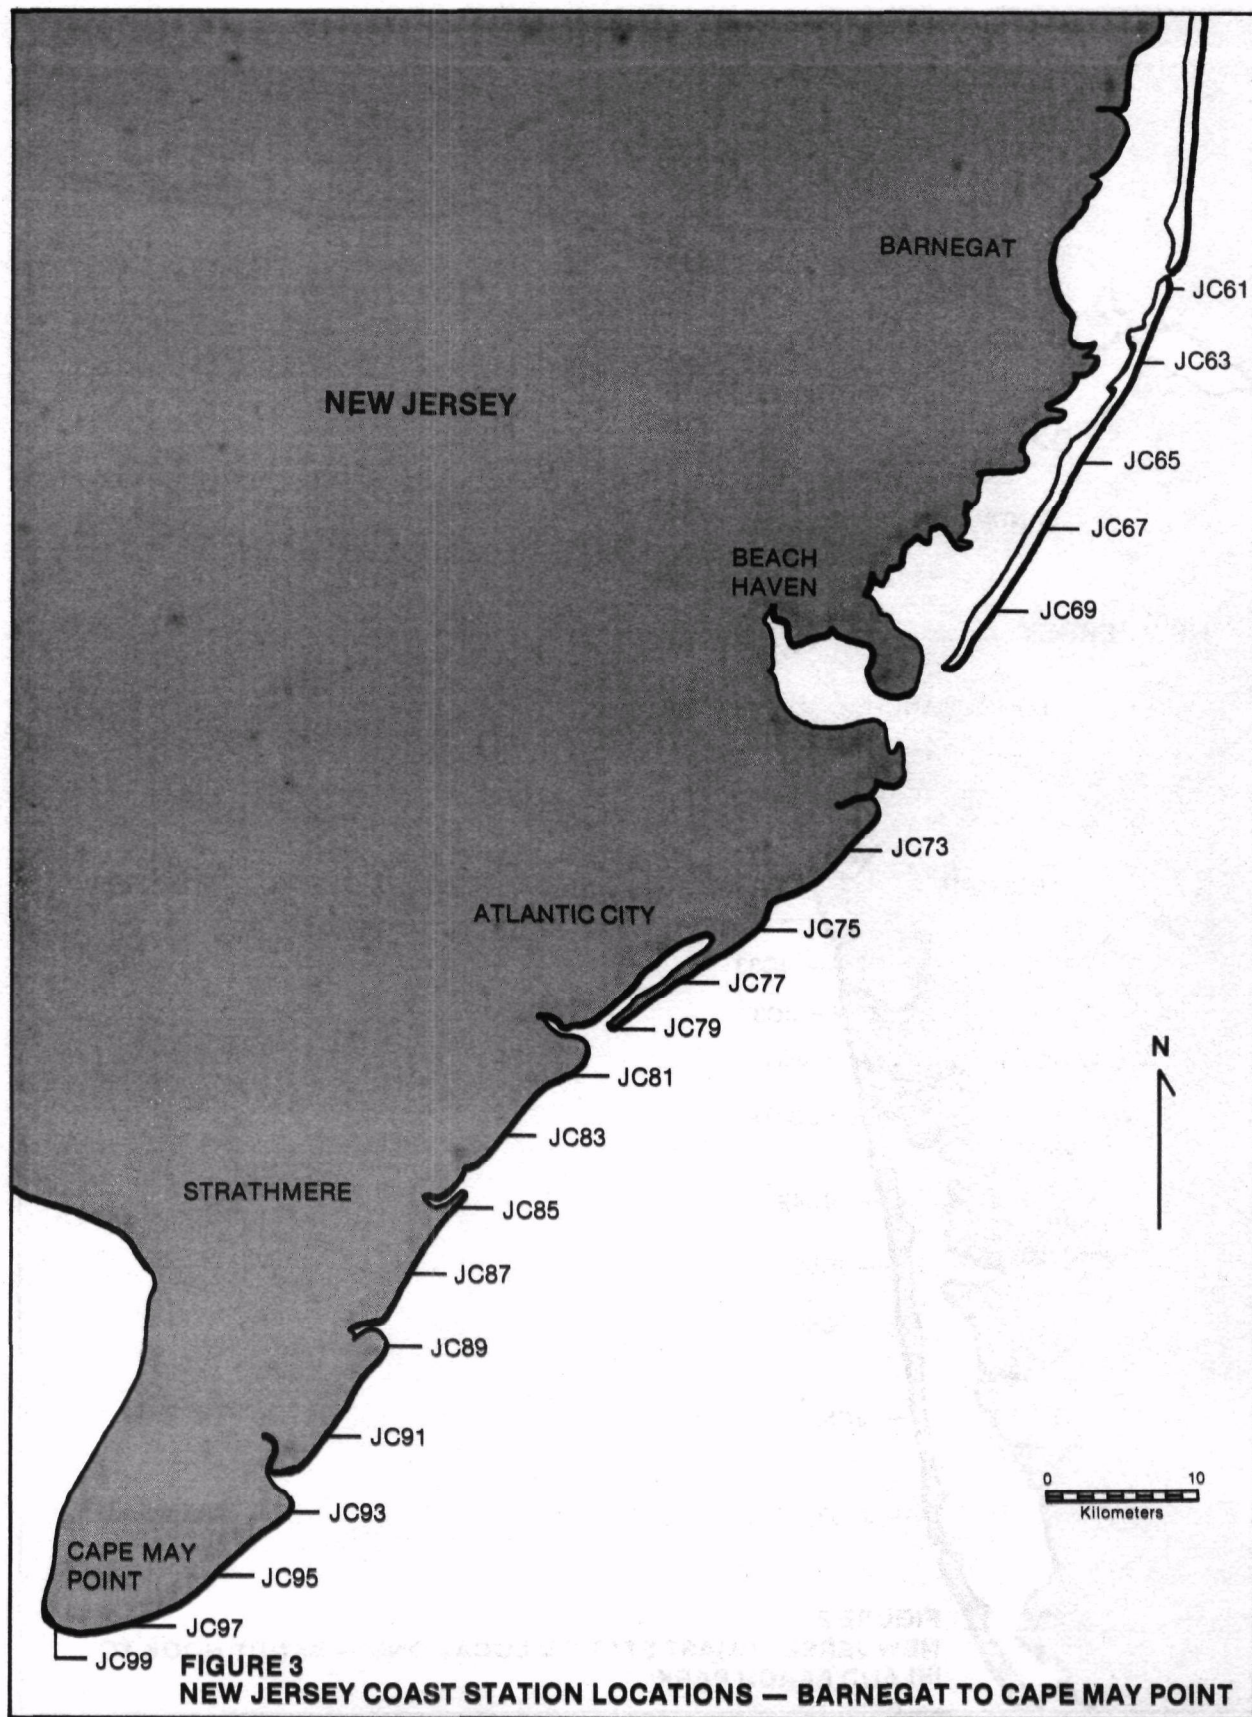 BARNEGAT
JC61
JC63
NEW JERSEY
JC65
JC67
BEACH
HAVEN
JC69
JC73
ATLANTIC CITY
JC75
JC77
JC79
N
JC81
JC83
STRATHMERE
JC85
JC87
JC89
JC91
0 10
Kilometers
JC93
CAPE MAY
POINT
JC95
JC97
JC99
FIGURE 3
NEW JERSEY COAST STATION LOCATIONS — BARNEGAT TO CAPE MAY POINT